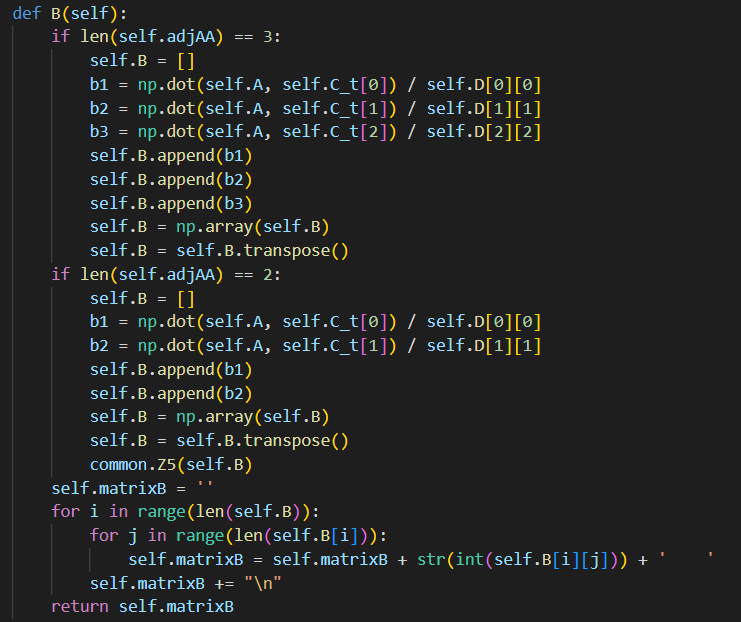 def B(self):
    if len(self.adjAA) == 3:
        self.B = []
        b1 = np.dot(self.A, self.C_t[0]) / self.D[0][0]
        b2 = np.dot(self.A, self.C_t[1]) / self.D[1][1]
        b3 = np.dot(self.A, self.C_t[2]) / self.D[2][2]
        self.B.append(b1)
        self.B.append(b2)
        self.B.append(b3)
        self.B = np.array(self.B)
        self.B = self.B.transpose()
    if len(self.adjAA) == 2:
        self.B = []
        b1 = np.dot(self.A, self.C_t[0]) / self.D[0][0]
        b2 = np.dot(self.A, self.C_t[1]) / self.D[1][1]
        self.B.append(b1)
        self.B.append(b2)
        self.B = np.array(self.B)
        self.B = self.B.transpose()
        common.Z5(self.B)
    self.matrixB = ''
    for i in range(len(self.B)):
        for j in range(len(self.B[i])):
            self.matrixB = self.matrixB + str(int(self.B[i][j])) + '    '
        self.matrixB += "\n"
    return self.matrixB